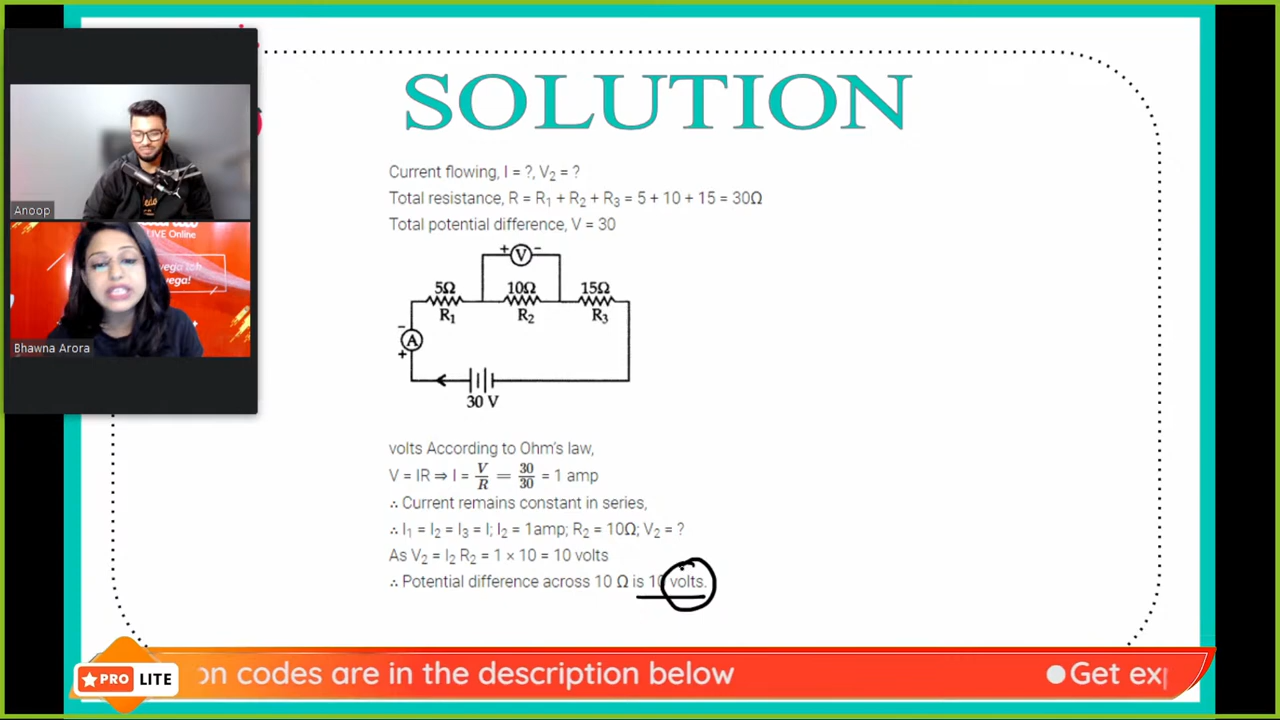 SOLUTION
Current flowing, I = ?, V₂ = ?
Total resistance, R = R₁ + R₂ + R₃ = 5 + 10 + 15 = 30Ω
Total potential difference, V = 30
+ V −
5Ω 10Ω 15Ω
R₁ R₂ R₃
−
A
+
30 V
volts According to Ohm's law,
V = IR ⇒ I = V/R = 30/30 = 1 amp
∴ Current remains constant in series,
∴ I₁ = I₂ = I₃ = I; I₂ = 1amp; R₂ = 10Ω; V₂ = ?
As V₂ = I₂ R₂ = 1 × 10 = 10 volts
∴ Potential difference across 10 Ω is 10 volts.
Anoop
LIVE Online
Bhawna Arora
PRO LITE
on codes are in the description below
Get exp